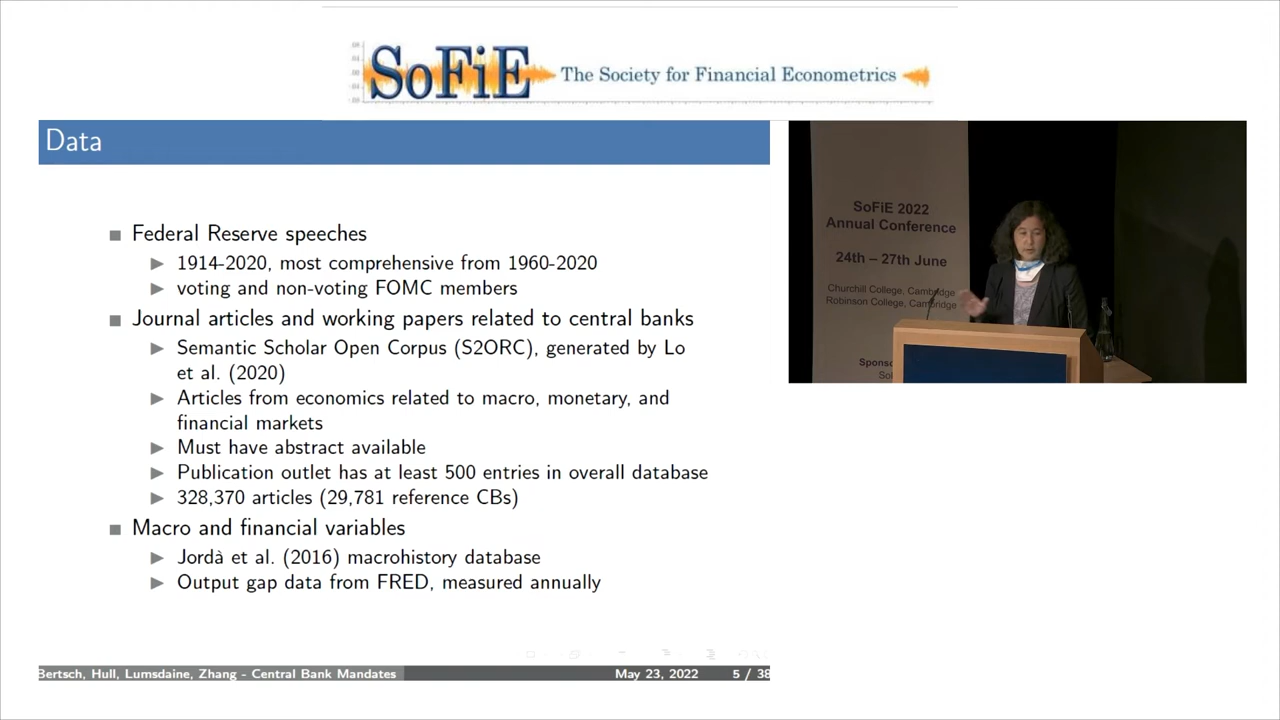 SoFiE The Society for Financial Econometrics
Data
Federal Reserve speeches
1914-2020, most comprehensive from 1960-2020
voting and non-voting FOMC members
Journal articles and working papers related to central banks
Semantic Scholar Open Corpus (S2ORC), generated by Lo
et al. (2020)
Articles from economics related to macro, monetary, and
financial markets
Must have abstract available
Publication outlet has at least 500 entries in overall database
328,370 articles (29,781 reference CBs)
Macro and financial variables
Jordà et al. (2016) macrohistory database
Output gap data from FRED, measured annually
Bertsch, Hull, Lumsdaine, Zhang - Central Bank Mandates
May 23, 2022 5 / 38
SoFiE 2022
Annual Conference
24th – 27th June
Churchill College, Cambridge
Robinson College, Cambridge